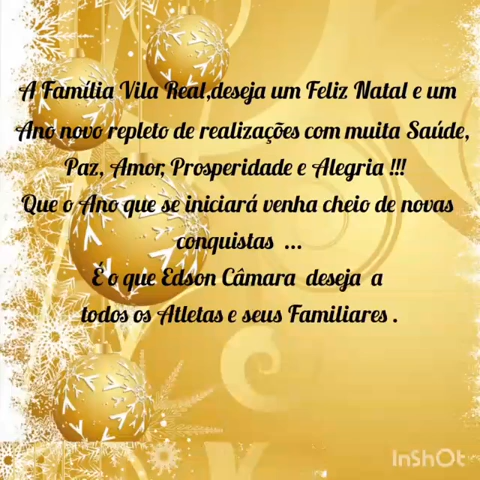 A Família Vila Real,deseja um Feliz Natal e um
Ano novo repleto de realizações com muita Saúde,
Paz, Amor, Prosperidade e Alegria !!!
Que o Ano que se iniciará venha cheio de novas
conquistas ...
É o que Edson Câmara deseja a
todos os Atletas e seus Familiares .
InShOt